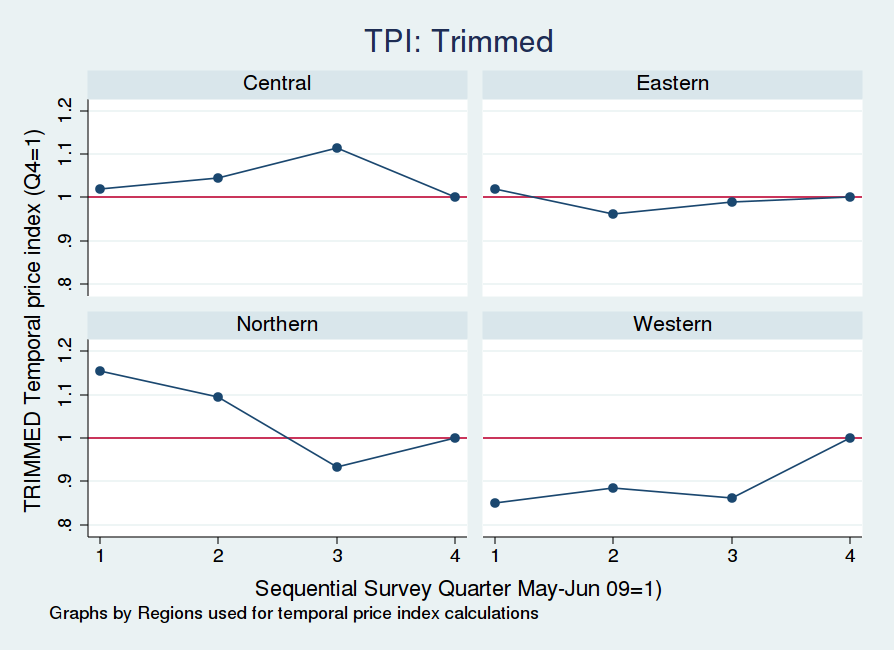 TPI: Trimmed
Central
Eastern
TRIMMED Temporal price index (Q4=1)
1.2
1.1
1
.9
.8
Northern
Western
1.2
1.1
1
.9
.8
1 2 3 4 1 2 3 4
Sequential Survey Quarter May-Jun 09=1)
Graphs by Regions used for temporal price index calculations